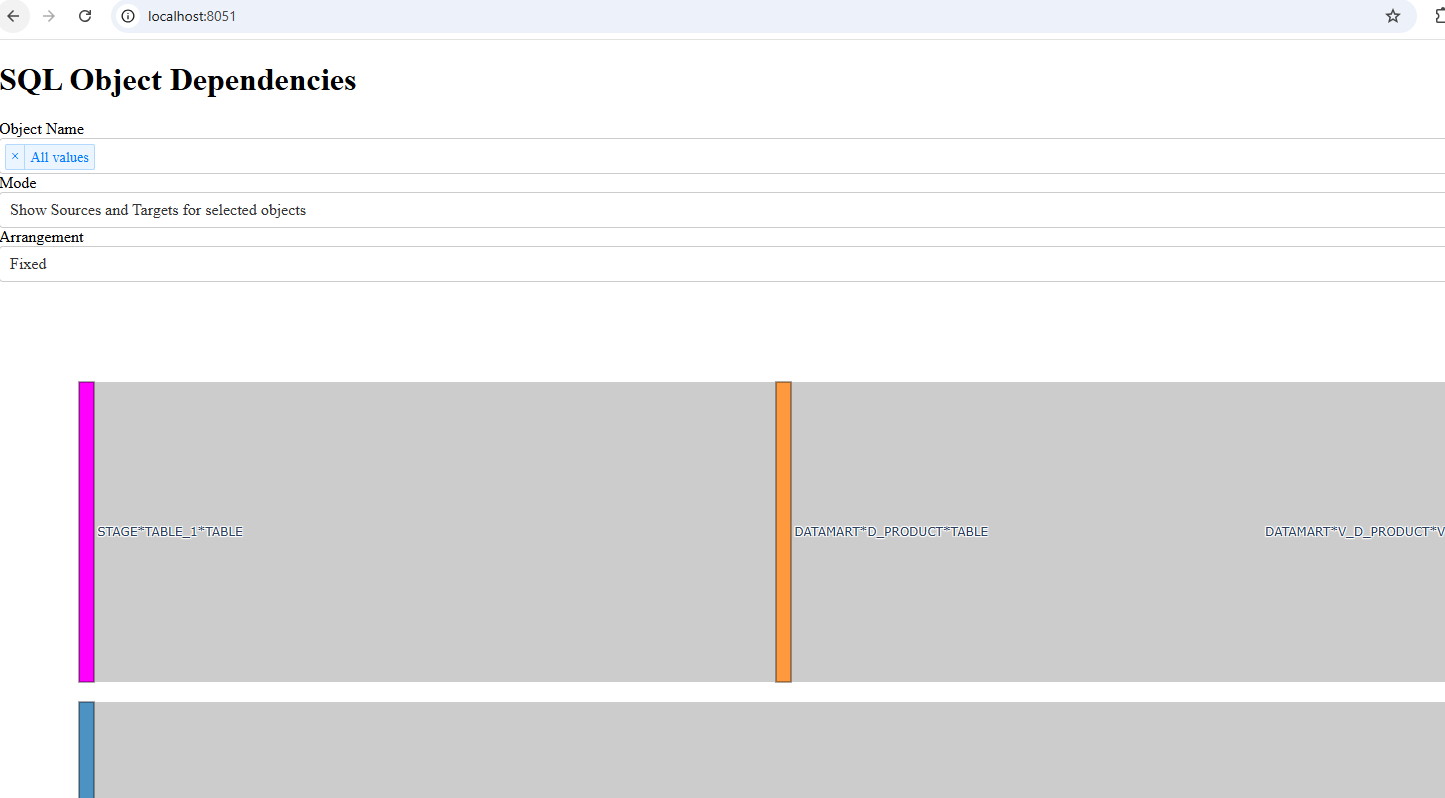 localhost:8051
SQL Object Dependencies
Object Name
× All values
Mode
Show Sources and Targets for selected objects
Arrangement
Fixed
STAGE*TABLE_1*TABLE DATAMART*D_PRODUCT*TABLE DATAMART*V_D_PRODUCT*V